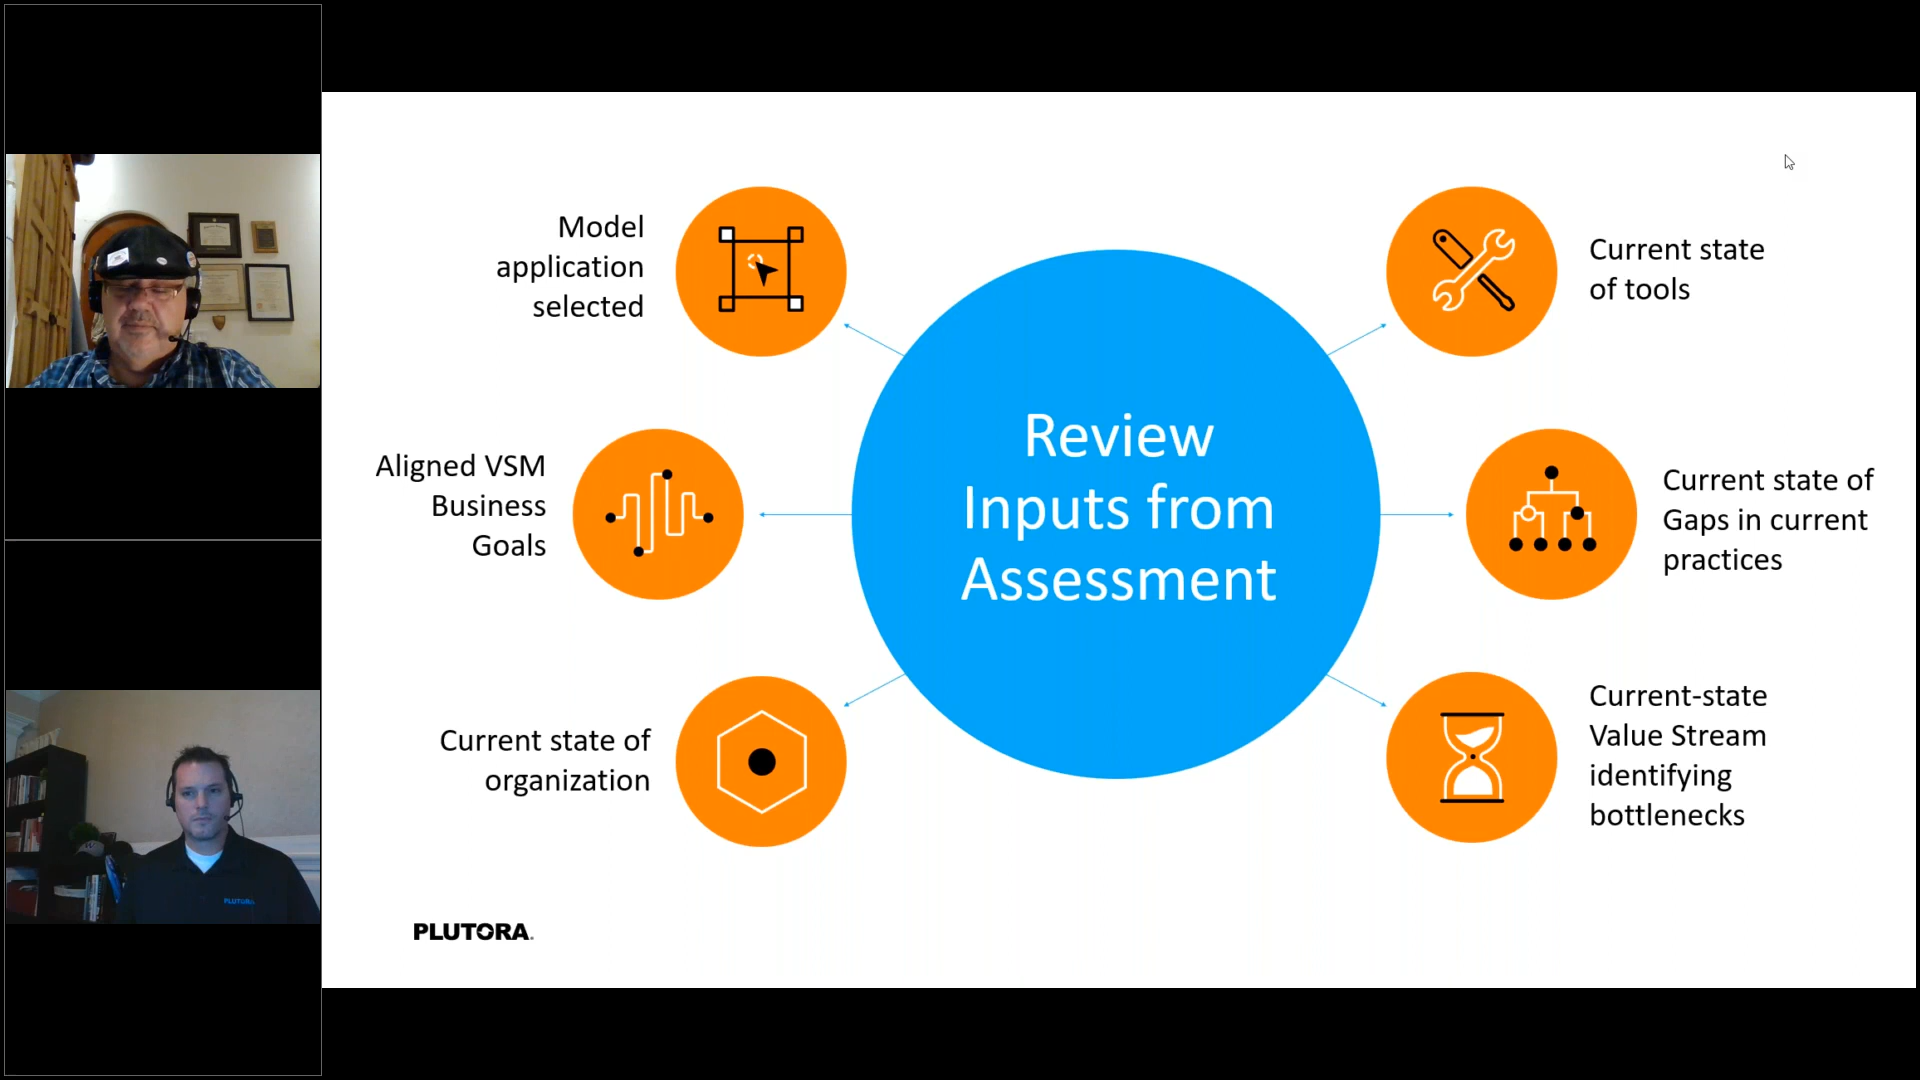 Model
application
selected
Aligned VSM
Business
Goals
Current state of
organization
Review
Inputs from
Assessment
Current state
of tools
Current state of
Gaps in current
practices
Current-state
Value Stream
identifying
bottlenecks
PLUTORA
PLUTORA